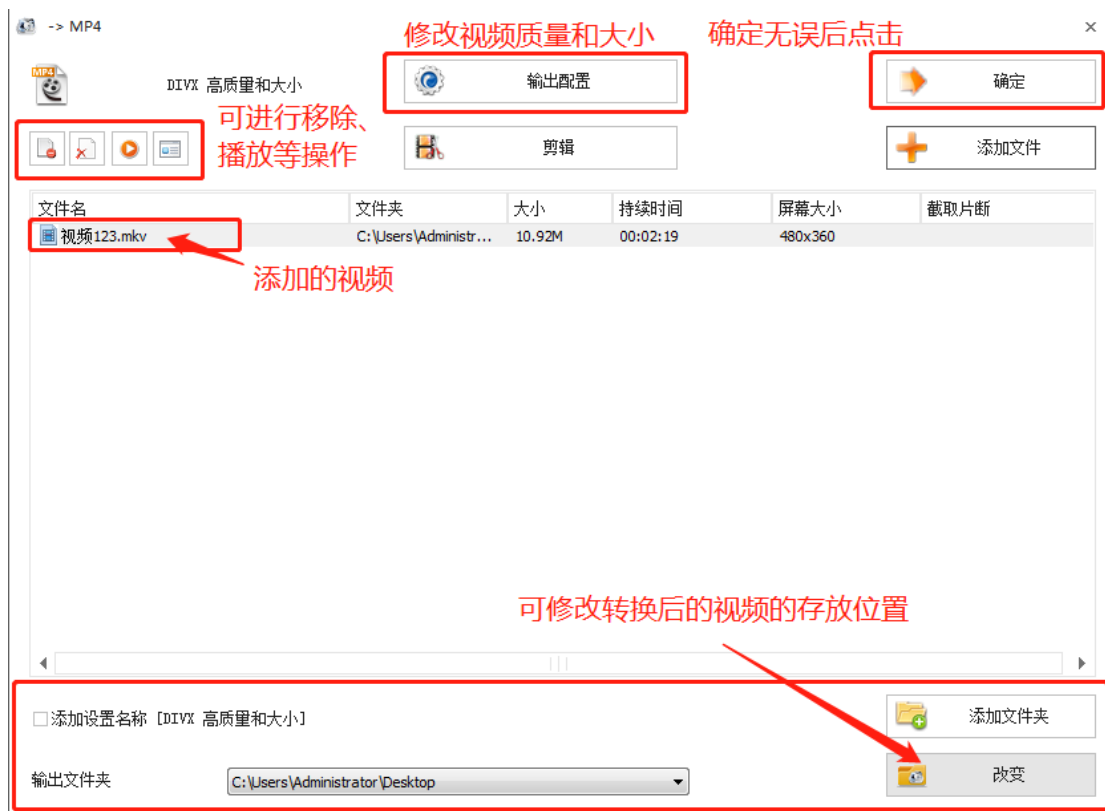 -> MP4
修改视频质量和大小
确定无误后点击
MP4
DIVX 高质量和大小
输出配置
确定
可进行移除、
播放等操作
剪辑
添加文件
文件名 文件夹 大小 持续时间 屏幕大小 截取片断
视频123.mkv C:\Users\Administr... 10.92M 00:02:19 480x360
添加的视频
可修改转换后的视频的存放位置
添加设置名称 [DIVX 高质量和大小]
添加文件夹
输出文件夹
C:\Users\Administrator\Desktop
改变